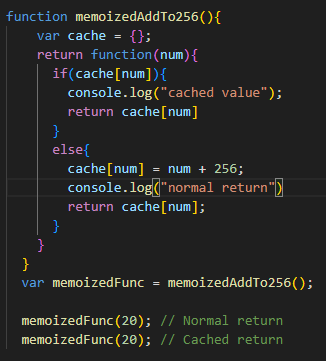 function memoizedAddTo256(){
    var cache = {};
    return function(num){
      if(cache[num]){
        console.log("cached value");
        return cache[num]
      }
      else{
        cache[num] = num + 256;
        console.log("normal return")
        return cache[num];
      }
    }
  }
  var memoizedFunc = memoizedAddTo256();

  memoizedFunc(20); // Normal return
  memoizedFunc(20); // Cached return